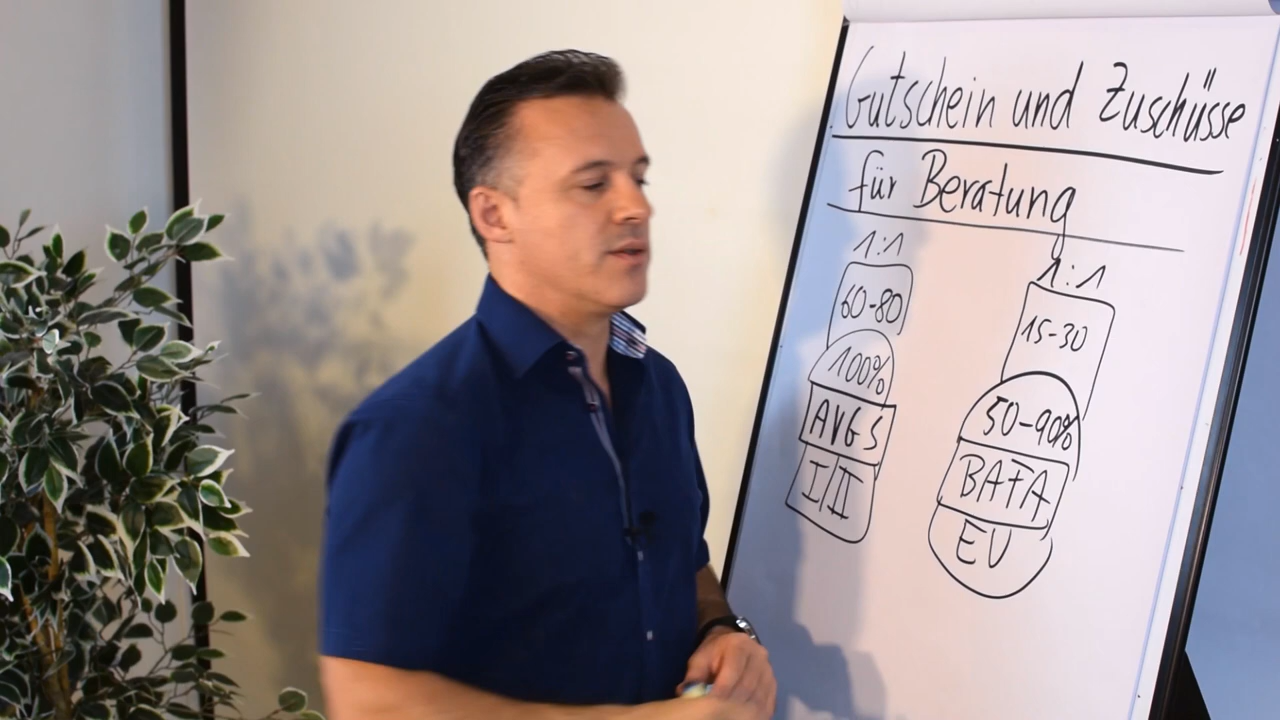 Gutschein und Zuschüsse
für Beratung
1:1
60-80
100%
AVGS
I/II
1:1
15-30
50-90%
BAFA
EU